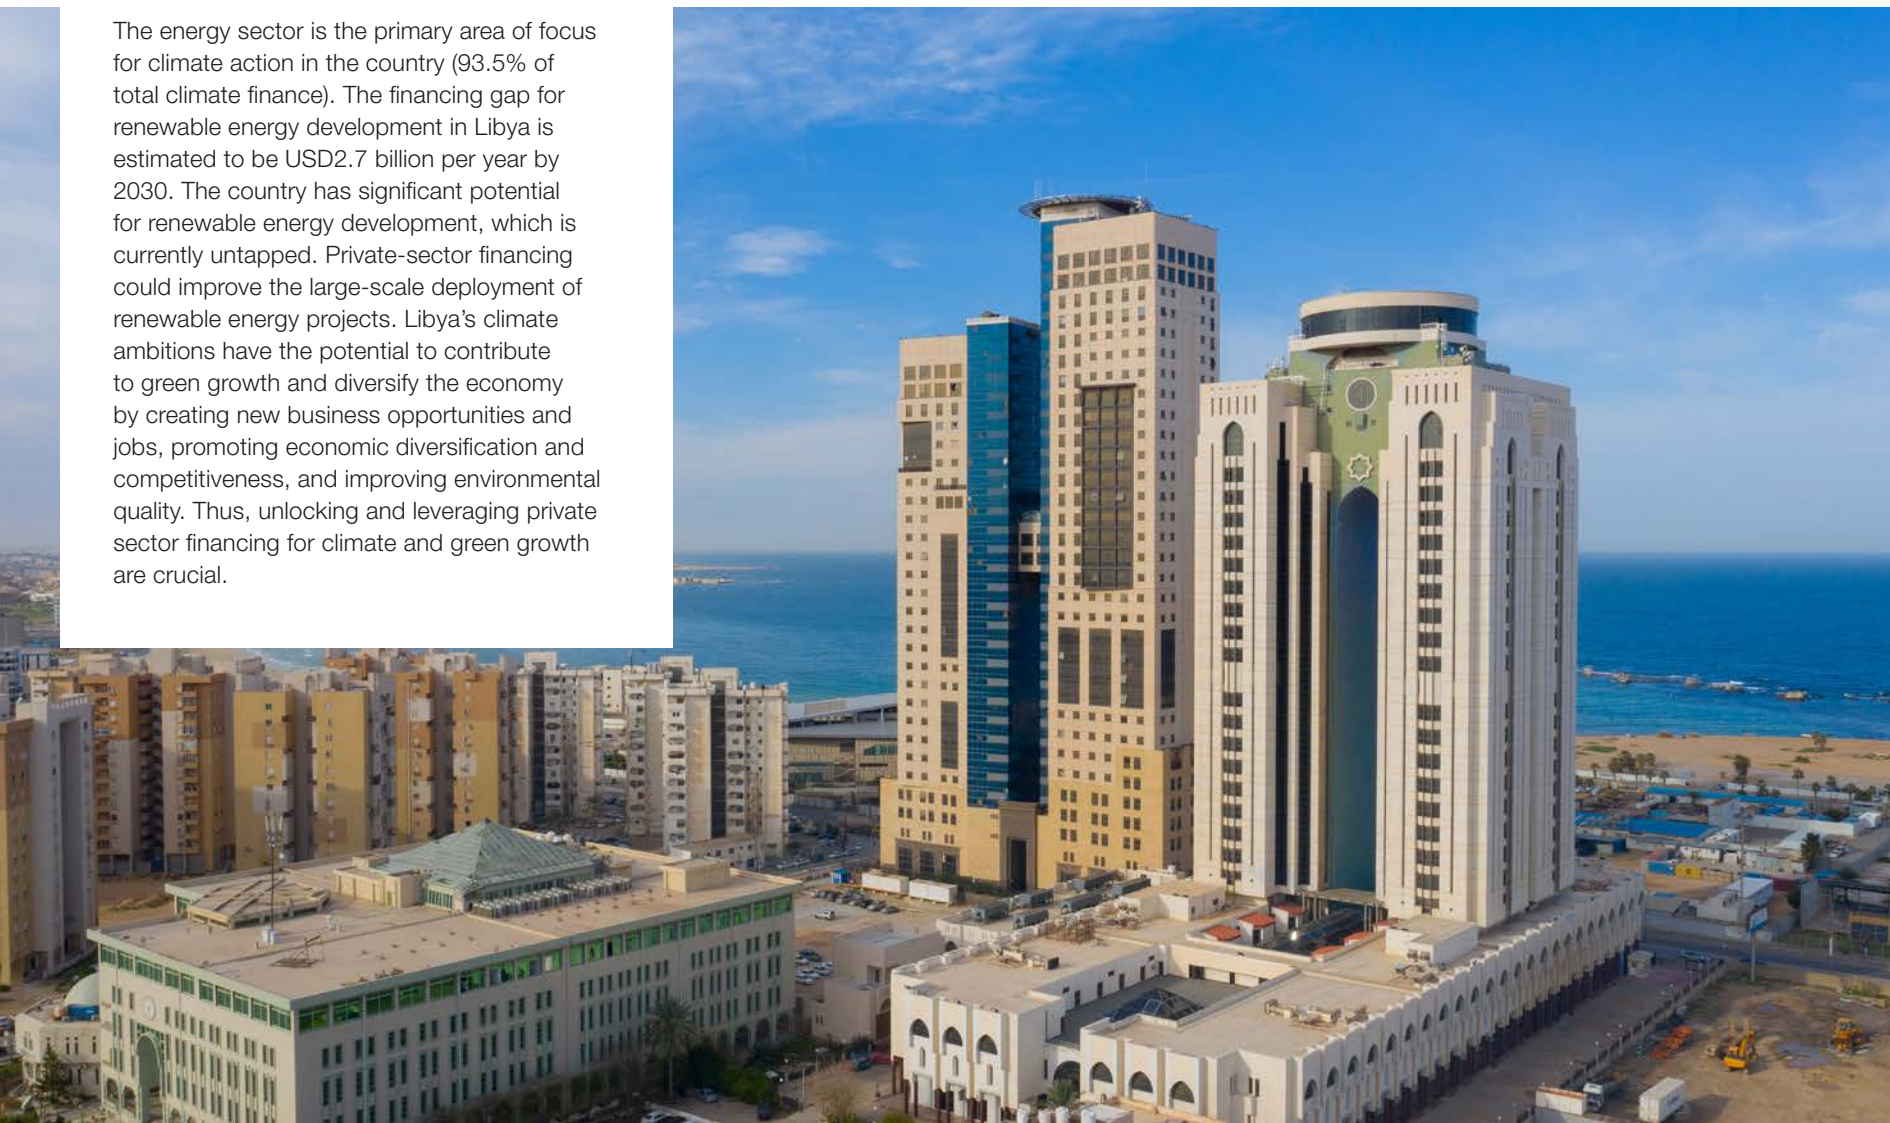 The energy sector is the primary area of focus
for climate action in the country (93.5% of
total climate finance). The financing gap for
renewable energy development in Libya is
estimated to be USD2.7 billion per year by
2030. The country has significant potential
for renewable energy development, which is
currently untapped. Private-sector financing
could improve the large-scale deployment of
renewable energy projects. Libya’s climate
ambitions have the potential to contribute
to green growth and diversify the economy
by creating new business opportunities and
jobs, promoting economic diversification and
competitiveness, and improving environmental
quality. Thus, unlocking and leveraging private
sector financing for climate and green growth
are crucial.